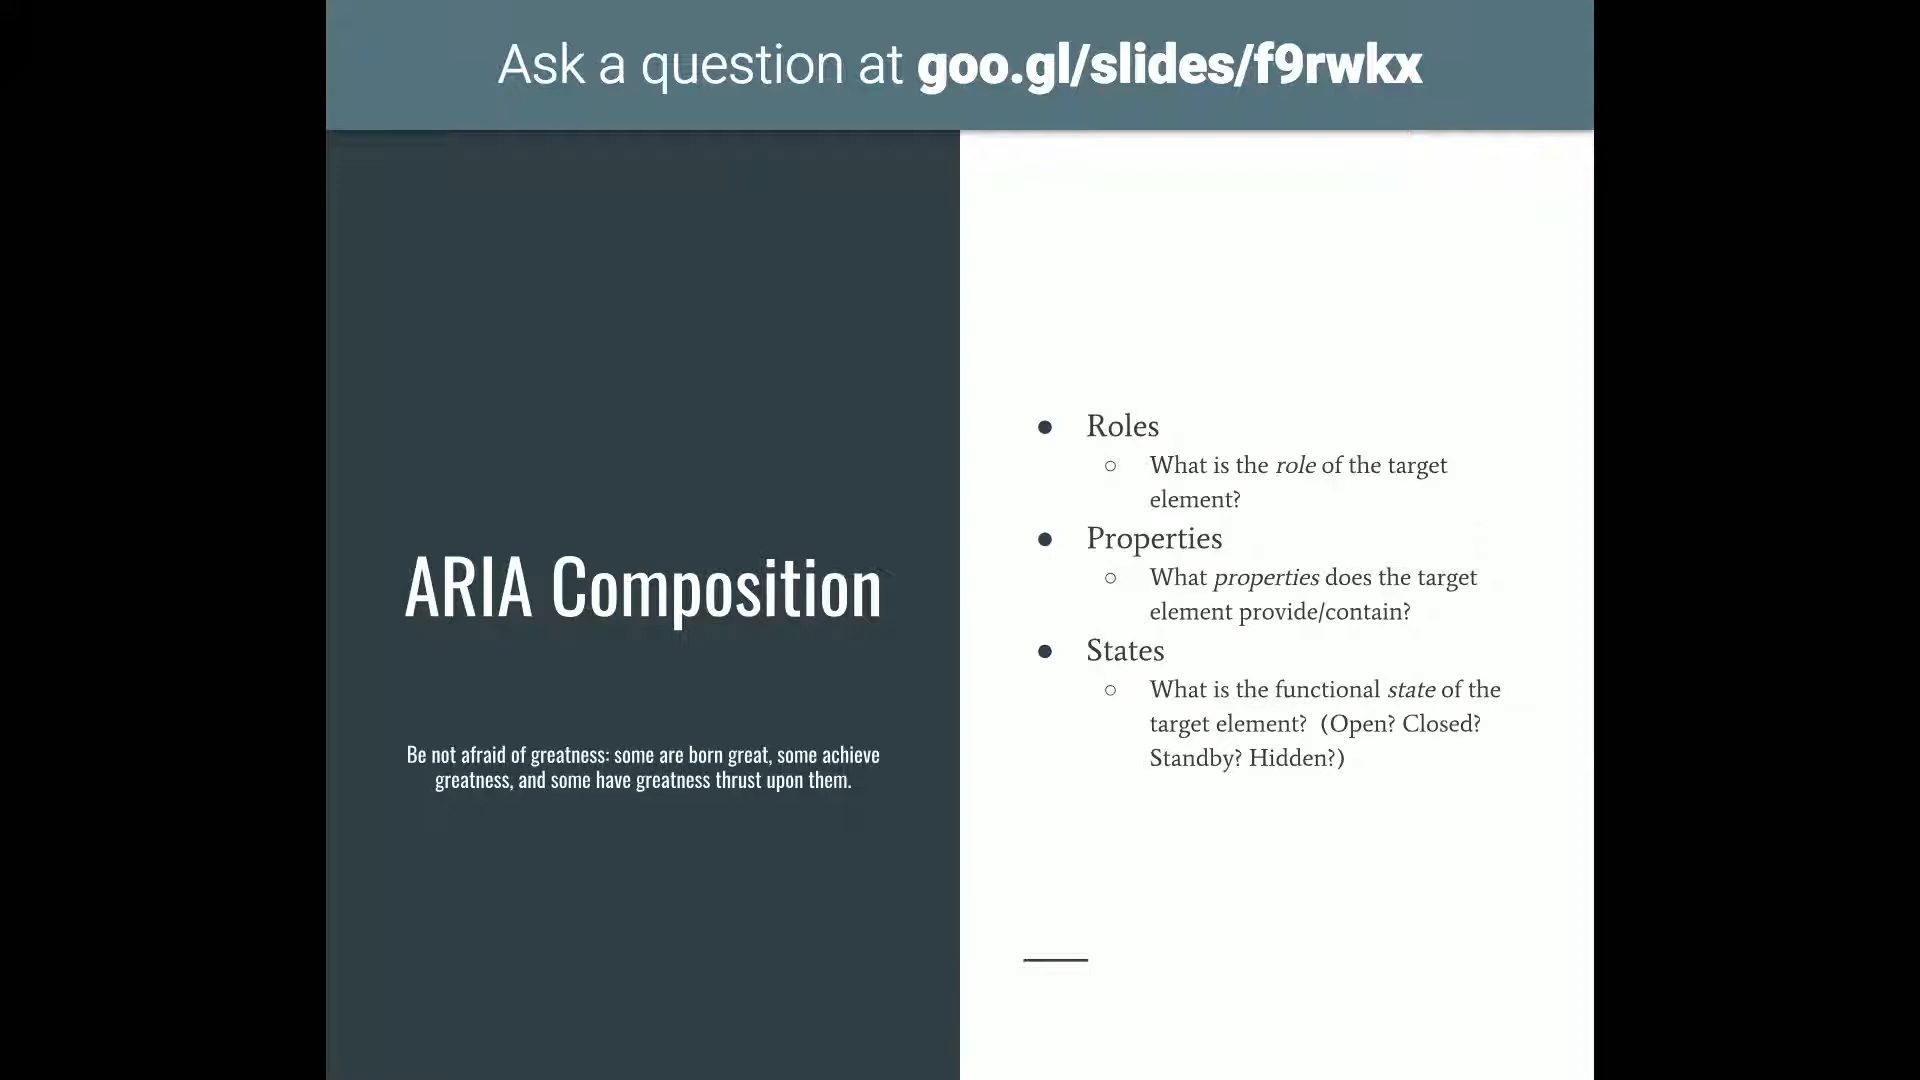 Ask a question at goo.gl/slides/f9rwkx
ARIA Composition
Be not afraid of greatness: some are born great, some achieve
greatness, and some have greatness thrust upon them.
● Roles
○ What is the role of the target
element?
● Properties
○ What properties does the target
element provide/contain?
● States
○ What is the functional state of the
target element?  (Open? Closed?
Standby? Hidden?)